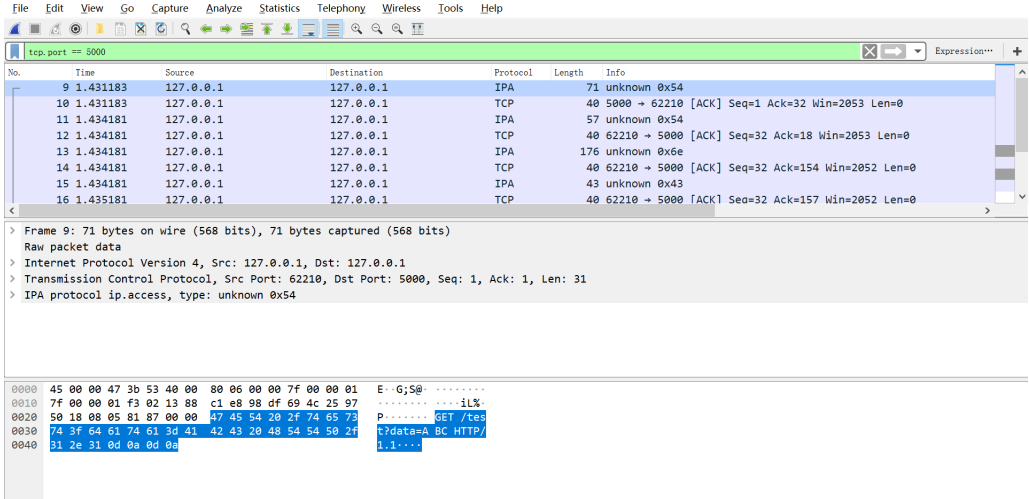 File Edit View Go Capture Analyze Statistics Telephony Wireless Tools Help
tcp.port == 5000 Expression…
No. Time Source Destination Protocol Length Info
9 1.431183 127.0.0.1 127.0.0.1 IPA 71 unknown 0x54
10 1.431183 127.0.0.1 127.0.0.1 TCP 40 5000 → 62210 [ACK] Seq=1 Ack=32 Win=2053 Len=0
11 1.434181 127.0.0.1 127.0.0.1 IPA 57 unknown 0x54
12 1.434181 127.0.0.1 127.0.0.1 TCP 40 62210 → 5000 [ACK] Seq=32 Ack=18 Win=2053 Len=0
13 1.434181 127.0.0.1 127.0.0.1 IPA 176 unknown 0x6e
14 1.434181 127.0.0.1 127.0.0.1 TCP 40 62210 → 5000 [ACK] Seq=32 Ack=154 Win=2052 Len=0
15 1.434181 127.0.0.1 127.0.0.1 IPA 43 unknown 0x43
16 1.435181 127.0.0.1 127.0.0.1 TCP 40 62210 → 5000 [ACK] Seq=32 Ack=157 Win=2052 Len=0
> Frame 9: 71 bytes on wire (568 bits), 71 bytes captured (568 bits)
Raw packet data
> Internet Protocol Version 4, Src: 127.0.0.1, Dst: 127.0.0.1
> Transmission Control Protocol, Src Port: 62210, Dst Port: 5000, Seq: 1, Ack: 1, Len: 31
> IPA protocol ip.access, type: unknown 0x54
0000 45 00 00 47 3b 53 40 00 80 06 00 00 7f 00 00 01 E··G;S@· ········
0010 7f 00 00 01 f3 02 13 88 c1 e8 98 df 69 4c 25 97 ········ ····iL%·
0020 50 18 08 05 81 87 00 00 47 45 54 20 2f 74 65 73 P······· GET /tes
0030 74 3f 64 61 74 61 3d 41 42 43 20 48 54 54 50 2f t?data=A BC HTTP/
0040 31 2e 31 0d 0a 0d 0a 1.1····